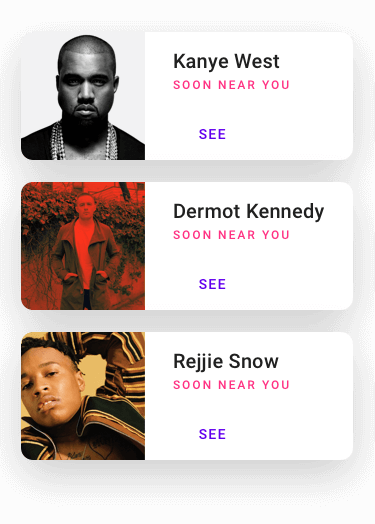 Kanye West
SOON NEAR YOU
SEE
Dermot Kennedy
SOON NEAR YOU
SEE
Rejjie Snow
SOON NEAR YOU
SEE